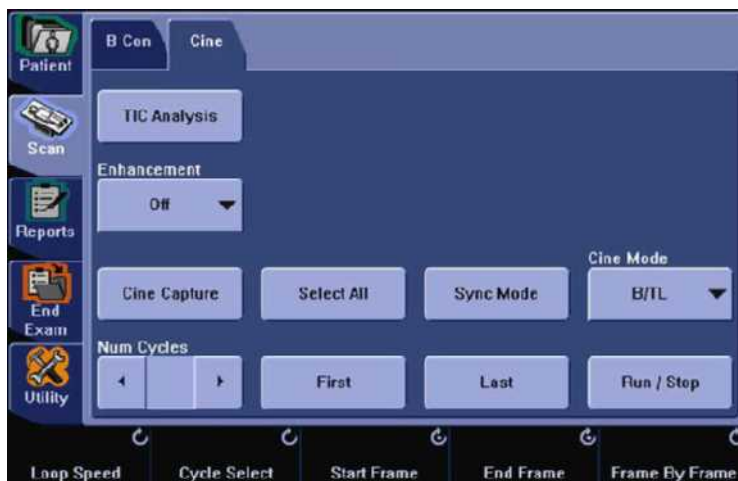 B Con
Cine
Patient
TIC Analysis
Scan
Enhancement
Off
Reports
Cine Mode
Cine Capture
Select All
Sync Mode
B/TL
End
Exam
Num Cycles
First
Last
Run / Stop
Utility
Loop Speed
Cycle Select
Start Frame
End Frame
Frame By Frame